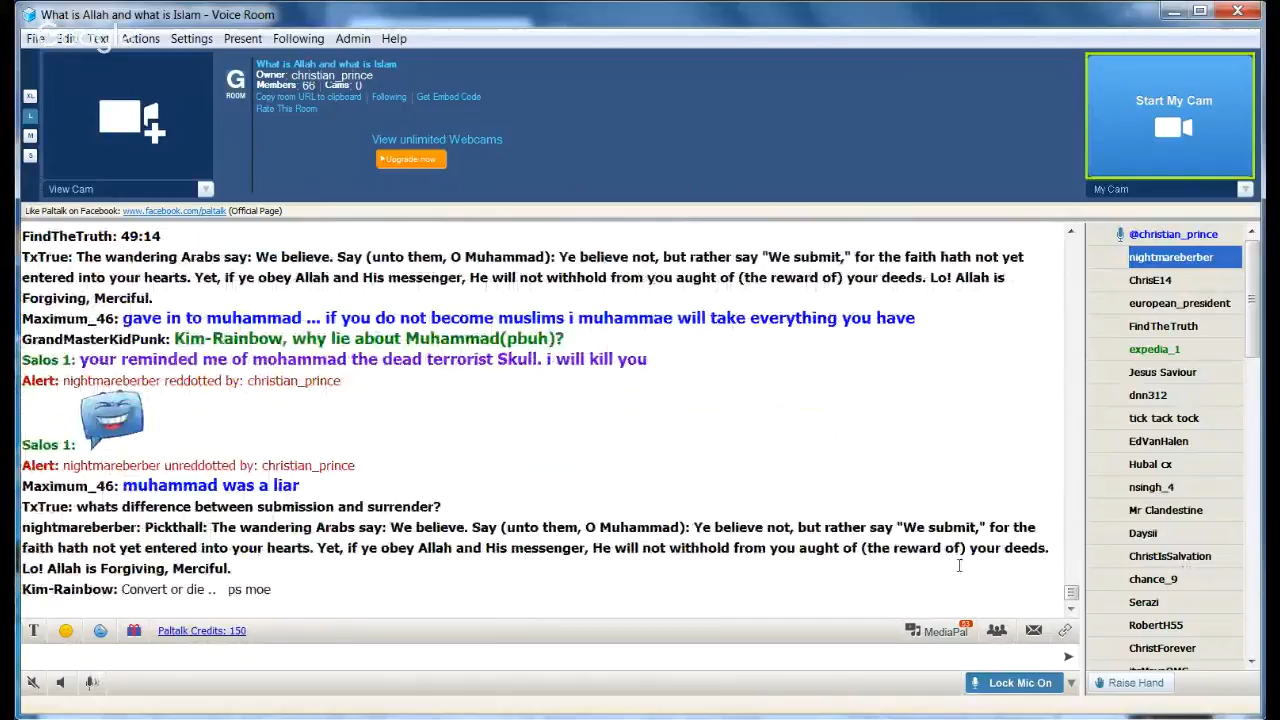 What is Allah and what is Islam - Voice Room
File Edit Text Actions Settings Present Following Admin Help
Google
XL
L
M
S
G
ROOM
What is Allah and what is Islam
Owner: christian_prince
Members: 66 Cams: 0
Copy room URL to clipboard | Following | Get Embed Code
Rate This Room
View unlimited Webcams
Upgrade now
Start My Cam
View Cam
My Cam
Like Paltalk on Facebook: www.facebook.com/paltalk (Official Page)
FindTheTruth: 49:14
TxTrue: The wandering Arabs say: We believe. Say (unto them, O Muhammad): Ye believe not, but rather say "We submit," for the faith hath not yet
entered into your hearts. Yet, if ye obey Allah and His messenger, He will not withhold from you aught of (the reward of) your deeds. Lo! Allah is
Forgiving, Merciful.
Maximum_46: gave in to muhammad ... if you do not become muslims i muhammae will take everything you have
GrandMasterKidPunk: Kim-Rainbow, why lie about Muhammad(pbuh)?
Salos 1: your reminded me of mohammad the dead terrorist Skull. i will kill you
Alert: nightmareberber reddotted by: christian_prince
Salos 1:
Alert: nightmareberber unreddotted by: christian_prince
Maximum_46: muhammad was a liar
TxTrue: whats difference between submission and surrender?
nightmareberber: Pickthall: The wandering Arabs say: We believe. Say (unto them, O Muhammad): Ye believe not, but rather say "We submit," for the
faith hath not yet entered into your hearts. Yet, if ye obey Allah and His messenger, He will not withhold from you aught of (the reward of) your deeds.
Lo! Allah is Forgiving, Merciful.
Kim-Rainbow: Convert or die .. ps moe
@christian_prince
nightmareberber
ChrisE14
european_president
FindTheTruth
expedia_1
Jesus Saviour
dnn312
tick tack tock
EdVanHalen
Hubal cx
nsingh_4
Mr Clandestine
Daysii
ChristIsSalvation
chance_9
Serazi
RobertH55
ChristForever
T
Paltalk Credits: 150
MediaPal
53
Lock Mic On
Raise Hand